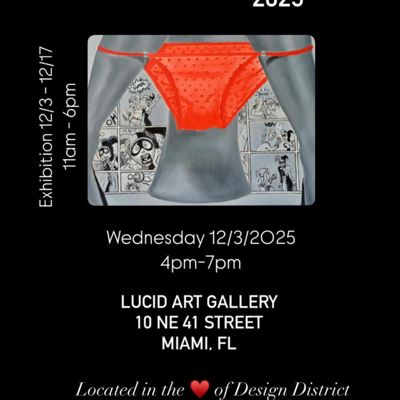 2025
Exhibition 12/3 - 12/17
11am - 6pm
Wednesday 12/3/2025
4pm-7pm
LUCID ART GALLERY
10 NE 41 STREET
MIAMI, FL
Located in the ❤️ of Design District